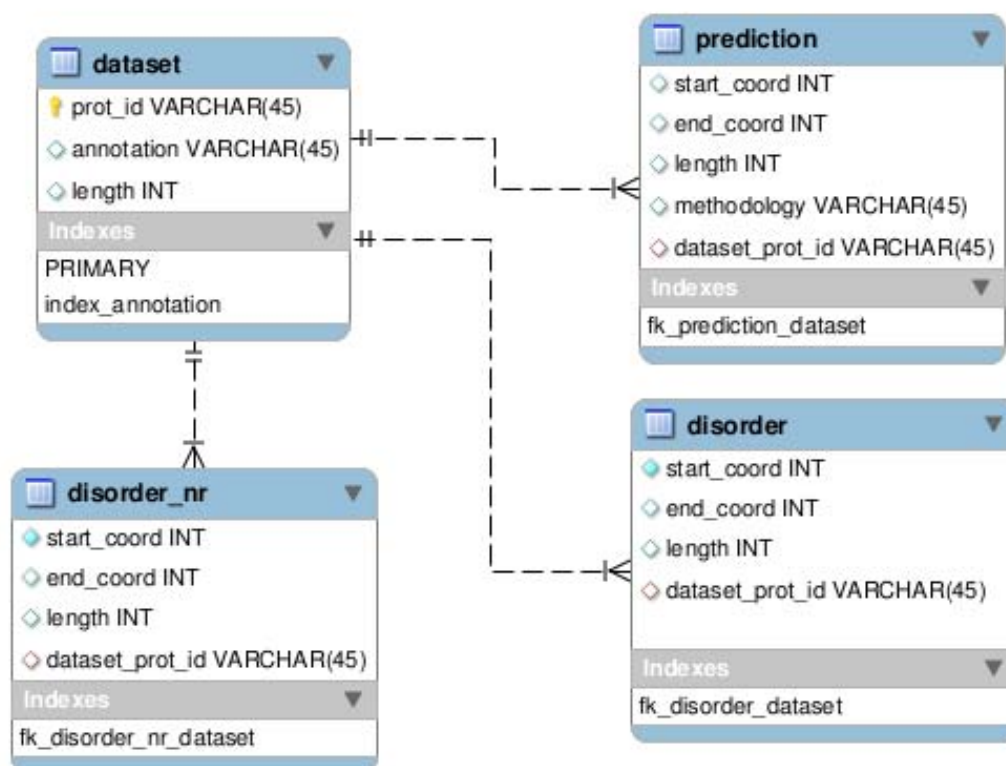 dataset
prot_id VARCHAR(45)
annotation VARCHAR(45)
length INT
Indexes
PRIMARY
index_annotation
prediction
start_coord INT
end_coord INT
length INT
methodology VARCHAR(45)
dataset_prot_id VARCHAR(45)
Indexes
fk_prediction_dataset
disorder_nr
start_coord INT
end_coord INT
length INT
dataset_prot_id VARCHAR(45)
Indexes
fk_disorder_nr_dataset
disorder
start_coord INT
end_coord INT
length INT
dataset_prot_id VARCHAR(45)
Indexes
fk_disorder_dataset